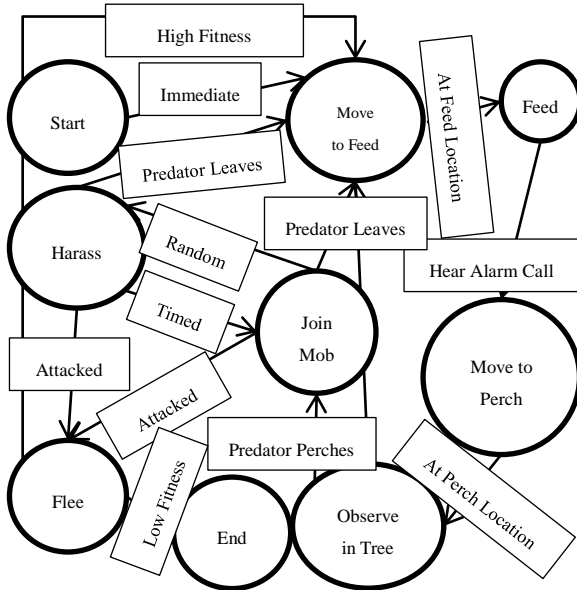 High Fitness
Start
Immediate
Move
to Feed
At Feed Location
Feed
Predator Leaves
Harass
Random
Predator Leaves
Hear Alarm Call
Timed
Join
Mob
Attacked
Attacked
Move to
Perch
Predator Perches
Flee
Low Fitness
End
Observe
in Tree
At Perch Location